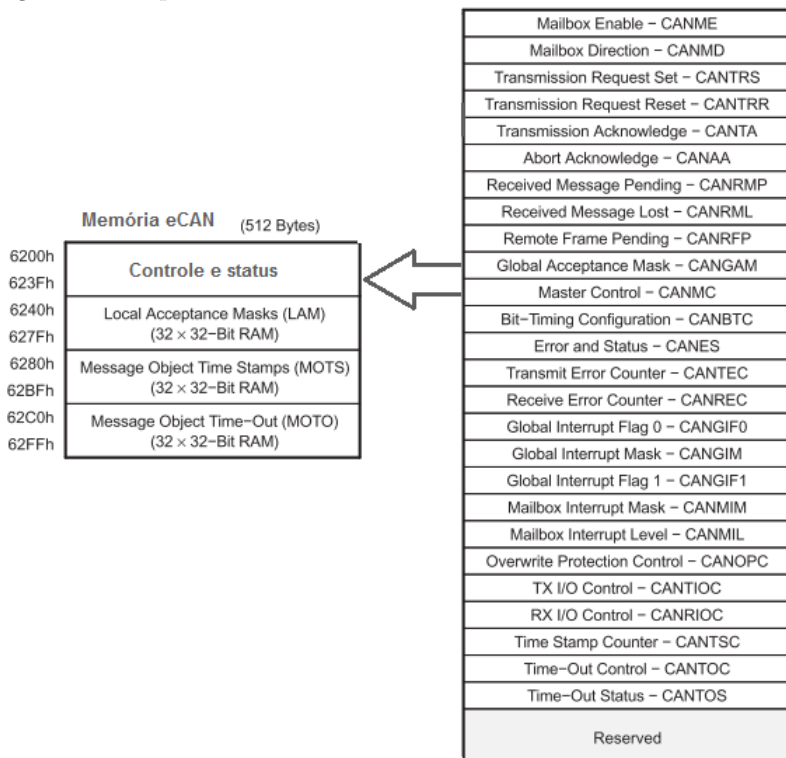 Memória eCAN (512 Bytes)
6200h
623Fh
Controle e status
6240h
627Fh
Local Acceptance Masks (LAM)
(32 × 32−Bit RAM)
6280h
62BFh
Message Object Time Stamps (MOTS)
(32 × 32−Bit RAM)
62C0h
62FFh
Message Object Time−Out (MOTO)
(32 × 32−Bit RAM)
Mailbox Enable − CANME
Mailbox Direction − CANMD
Transmission Request Set − CANTRS
Transmission Request Reset − CANTRR
Transmission Acknowledge − CANTA
Abort Acknowledge − CANAA
Received Message Pending − CANRMP
Received Message Lost − CANRML
Remote Frame Pending − CANRFP
Global Acceptance Mask − CANGAM
Master Control − CANMC
Bit−Timing Configuration − CANBTC
Error and Status − CANES
Transmit Error Counter − CANTEC
Receive Error Counter − CANREC
Global Interrupt Flag 0 − CANGIF0
Global Interrupt Mask − CANGIM
Global Interrupt Flag 1 − CANGIF1
Mailbox Interrupt Mask − CANMIM
Mailbox Interrupt Level − CANMIL
Overwrite Protection Control − CANOPC
TX I/O Control − CANTIOC
RX I/O Control − CANRIOC
Time Stamp Counter − CANTSC
Time−Out Control − CANTOC
Time−Out Status − CANTOS
Reserved